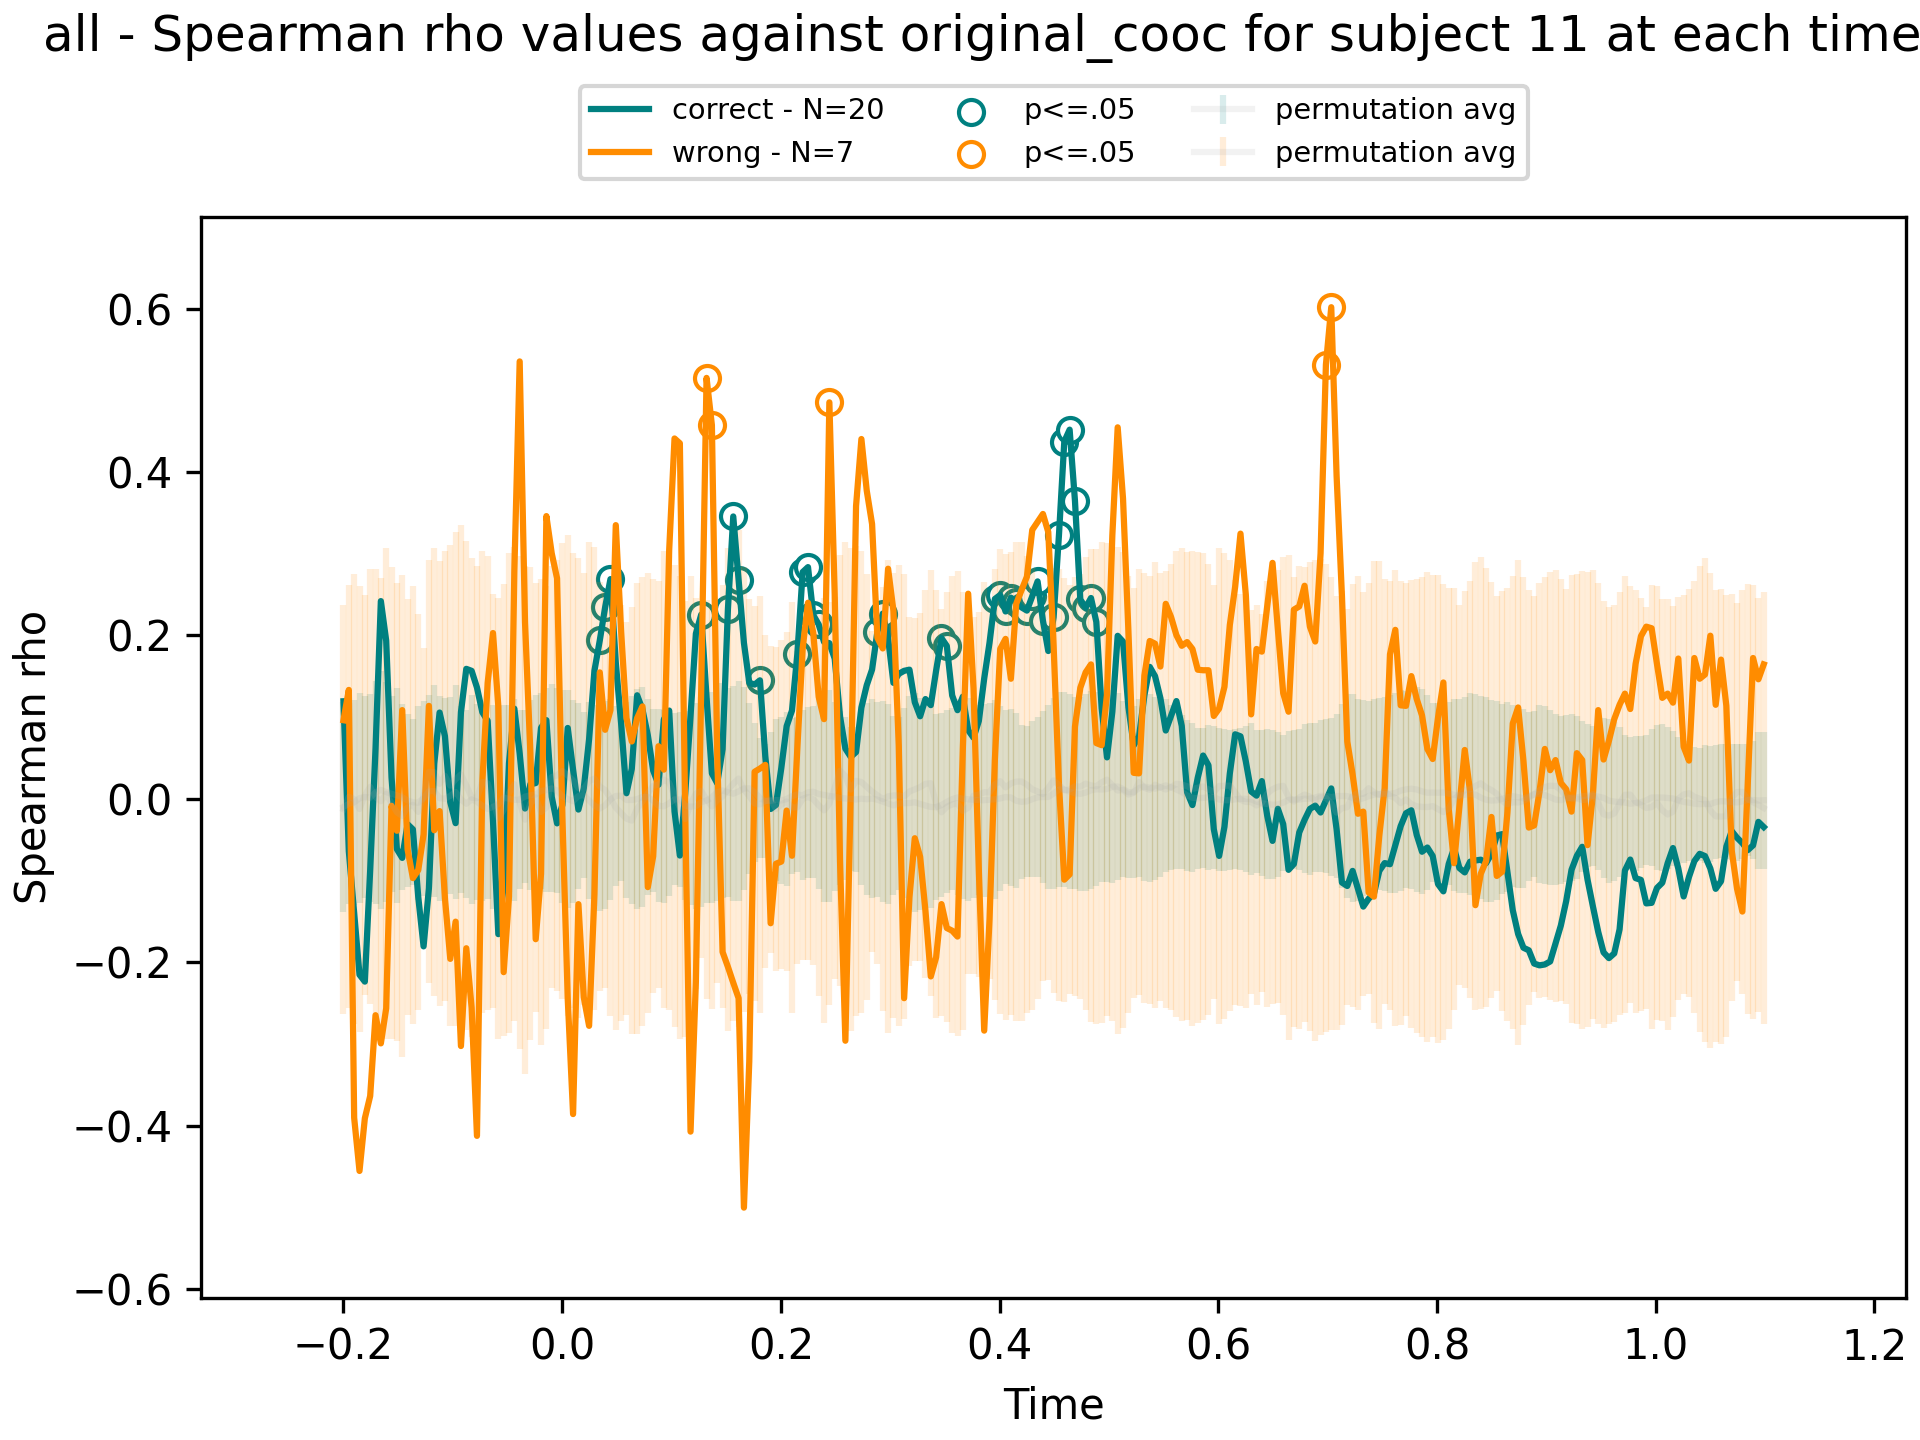 all - Spearman rho values against original_cooc for subject 11 at each time
correct - N=20
wrong - N=7
p<=.05
p<=.05
permutation avg
permutation avg
Spearman rho
0.6
0.4
0.2
0.0
−0.2
−0.4
−0.6
−0.2 0.0 0.2 0.4 0.6 0.8 1.0 1.2
Time